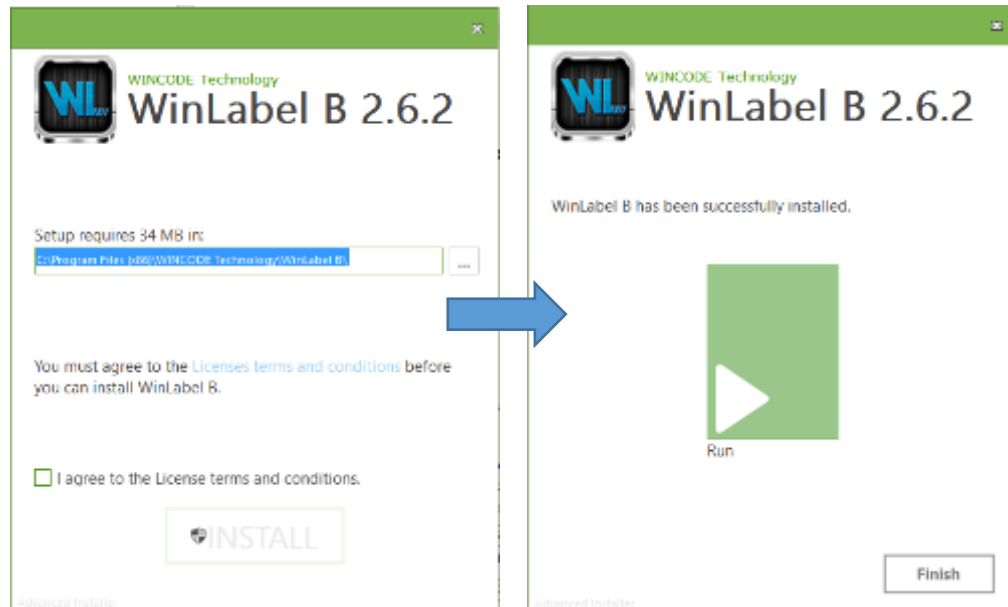 WINCODE Technology
WinLabel B 2.6.2
Setup requires 34 MB in:
C:\Program Files (x86)\WINCODE Technology\WinLabel B\
...
You must agree to the Licenses terms and conditions before
you can install WinLabel B.
I agree to the License terms and conditions.
INSTALL
Advanced Installer
WINCODE Technology
WinLabel B 2.6.2
WinLabel B has been successfully installed.
Run
Finish
Advanced Installer